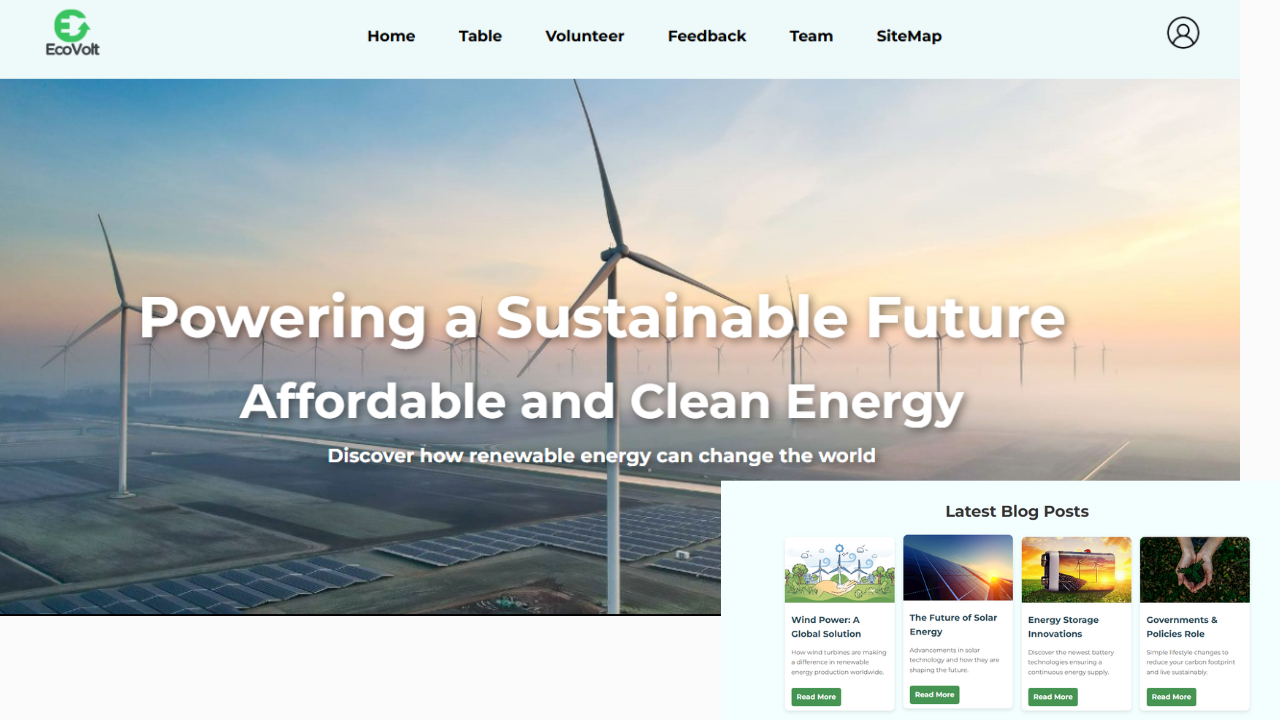 EcoVolt
Home
Table
Volunteer
Feedback
Team
SiteMap
Powering a Sustainable Future
Affordable and Clean Energy
Discover how renewable energy can change the world
Latest Blog Posts
Wind Power: A
Global Solution
How wind turbines are making
a difference in renewable
energy production worldwide.
Read More
The Future of Solar
Energy
Advancements in solar
technology and how they are
shaping the future.
Read More
Energy Storage
Innovations
Discover the newest battery
technologies ensuring a
continuous energy supply.
Read More
Governments &
Policies Role
Simple lifestyle changes to
reduce your carbon footprint
and live sustainably.
Read More